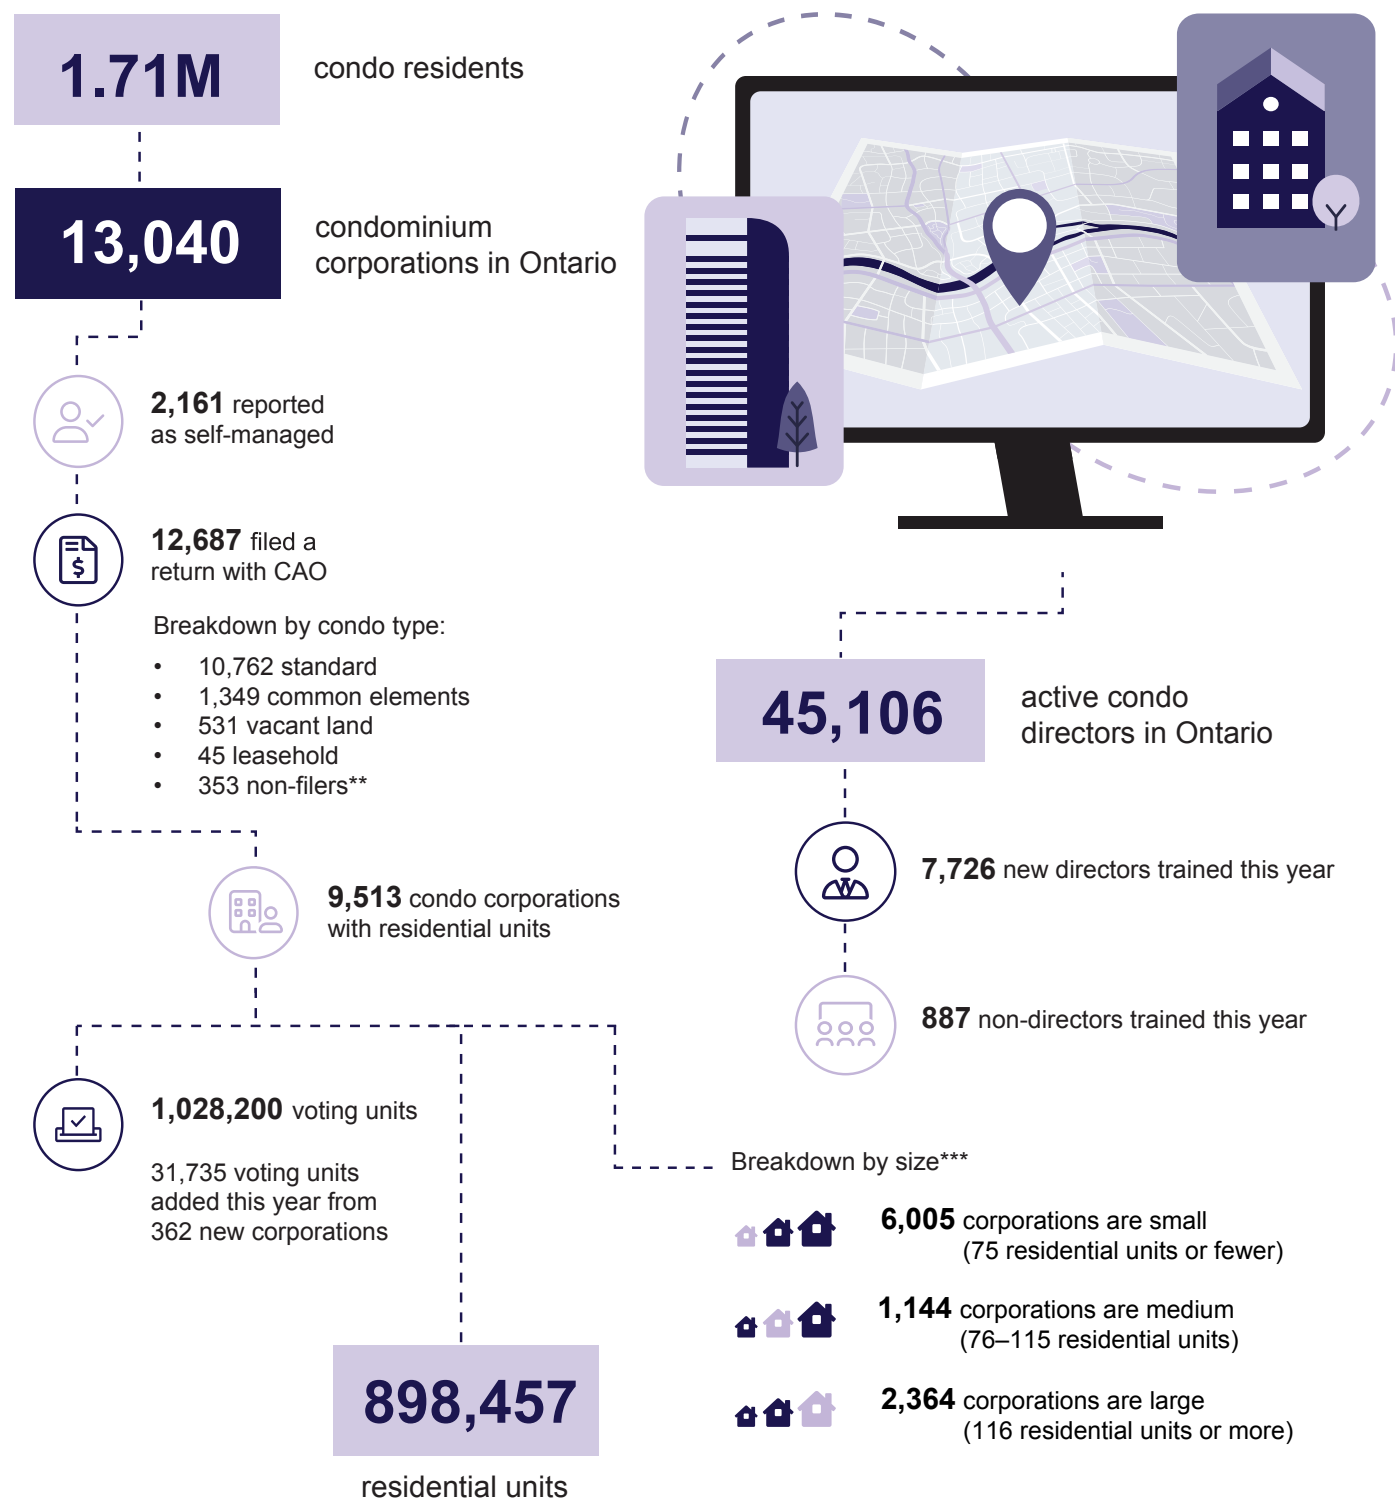 1.71M
condo residents
13,040
condominium
corporations in Ontario
2,161 reported
as self-managed
12,687 filed a
return with CAO
Breakdown by condo type:
• 10,762 standard
• 1,349 common elements
• 531 vacant land
• 45 leasehold
• 353 non-filers**
9,513 condo corporations
with residential units
1,028,200 voting units
31,735 voting units
added this year from
362 new corporations
898,457
residential units
45,106
active condo
directors in Ontario
7,726 new directors trained this year
887 non-directors trained this year
Breakdown by size***
6,005 corporations are small
(75 residential units or fewer)
1,144 corporations are medium
(76–115 residential units)
2,364 corporations are large
(116 residential units or more)